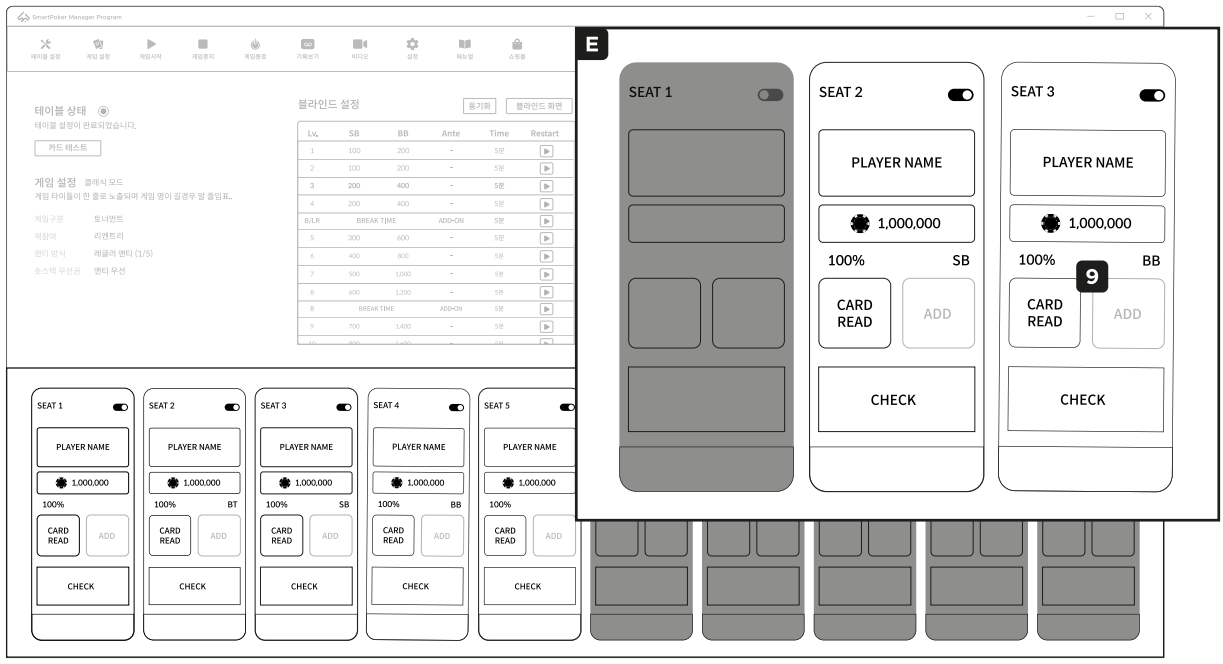 SmartPoker Manager Program
테이블 설정 게임 설정 게임시작 게임중지 게임종료 기록보기 비디오 설정 매뉴얼 쇼핑몰
테이블 상태
테이블 설정이 완료되었습니다.
카드 테스트
게임 설정 클래식 모드
게임 타이틀이 한 줄로 노출되며 게임 명이 길경우 말 줄임표..
게임구분 토너먼트
재참여 리엔트리
앤티 방식 레귤러 앤티 (1/5)
숏스택 우선권 앤티 우선
블라인드 설정 동기화 블라인드 화면
Lv. SB BB Ante Time Restart
1 100 200 - 5분
2 100 200 - 5분
3 200 400 - 5분
4 200 400 - 5분
B/LR BREAK TIME ADD-ON 5분
5 300 600 - 5분
6 400 800 - 5분
7 500 1,000 - 5분
8 600 1,200 - 5분
B BREAK TIME ADD-ON 5분
9 700 1,400 - 5분
E
SEAT 1 SEAT 2 SEAT 3
PLAYER NAME PLAYER NAME
1,000,000 1,000,000
100% SB 100% BB
9
CARD READ ADD CARD READ ADD
CHECK CHECK
SEAT 1 SEAT 2 SEAT 3 SEAT 4 SEAT 5
PLAYER NAME PLAYER NAME PLAYER NAME PLAYER NAME PLAYER NAME
1,000,000 1,000,000 1,000,000 1,000,000 1,000,000
100% 100% BT 100% SB 100% BB 100%
CARD READ ADD CARD READ ADD CARD READ ADD CARD READ ADD CARD READ ADD
CHECK CHECK CHECK CHECK CHECK